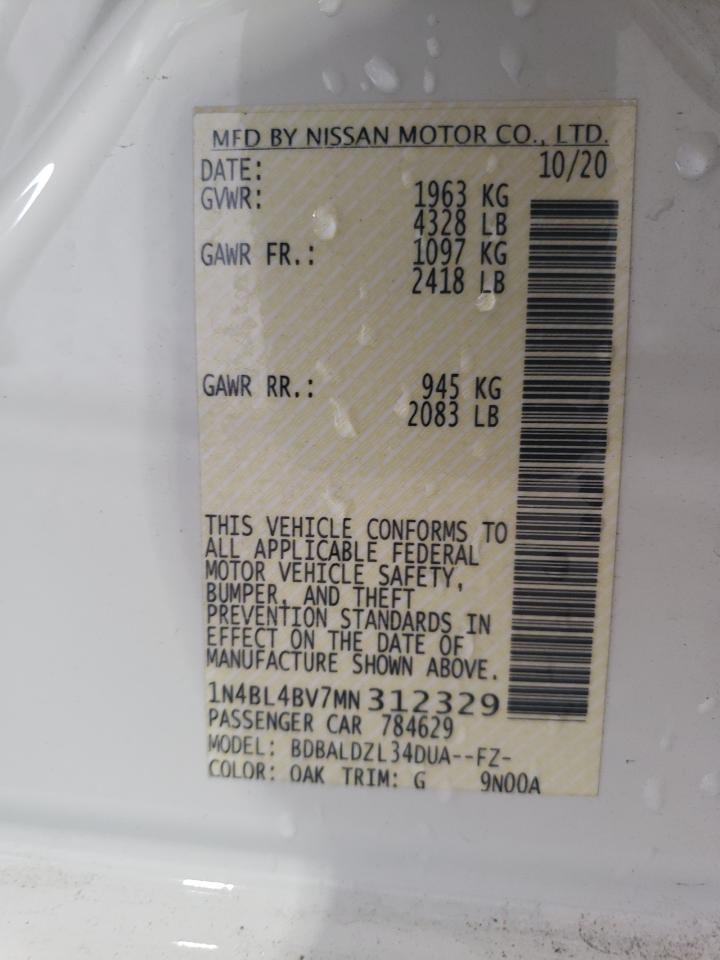 MFD BY NISSAN MOTOR CO., LTD.
DATE: 10/20
GVWR: 1963 KG
4328 LB
GAWR FR.: 1097 KG
2418 LB
GAWR RR.: 945 KG
2083 LB
THIS VEHICLE CONFORMS TO
ALL APPLICABLE FEDERAL
MOTOR VEHICLE SAFETY,
BUMPER, AND THEFT
PREVENTION STANDARDS IN
EFFECT ON THE DATE OF
MANUFACTURE SHOWN ABOVE.
1N4BL4BV7MN312329
PASSENGER CAR 784629
MODEL: BDBALDZL34DUA--FZ-
COLOR: QAK TRIM: G 9N00A